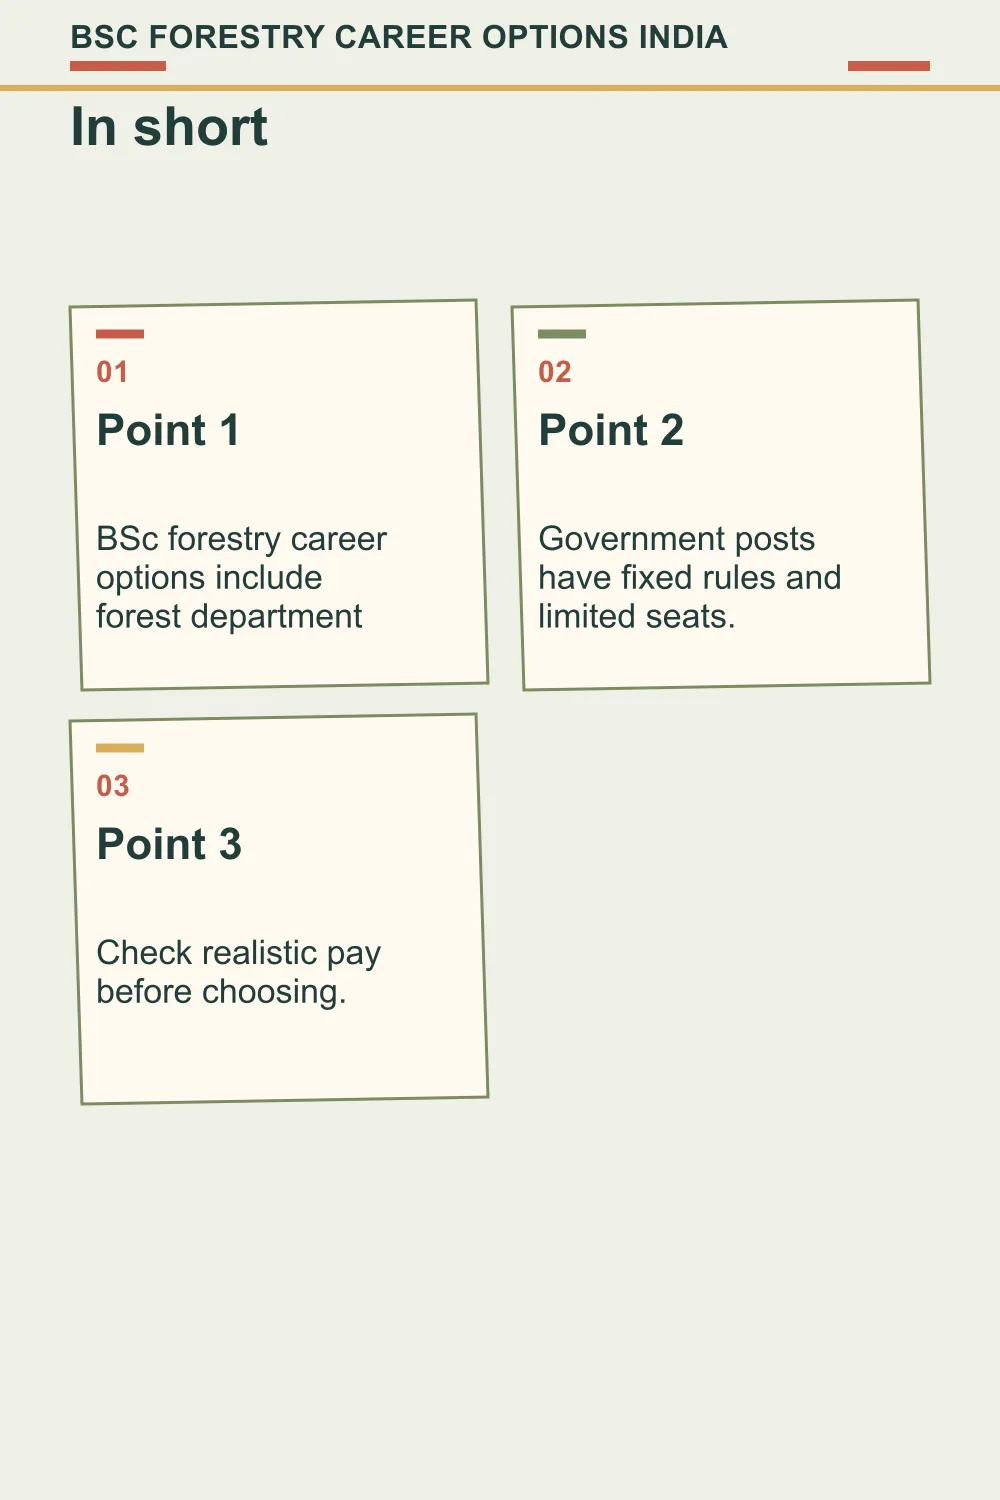 BSC FORESTRY CAREER OPTIONS INDIA
In short
01
Point 1
BSc forestry career
options include
forest department
02
Point 2
Government posts
have fixed rules and
limited seats.
03
Point 3
Check realistic pay
before choosing.